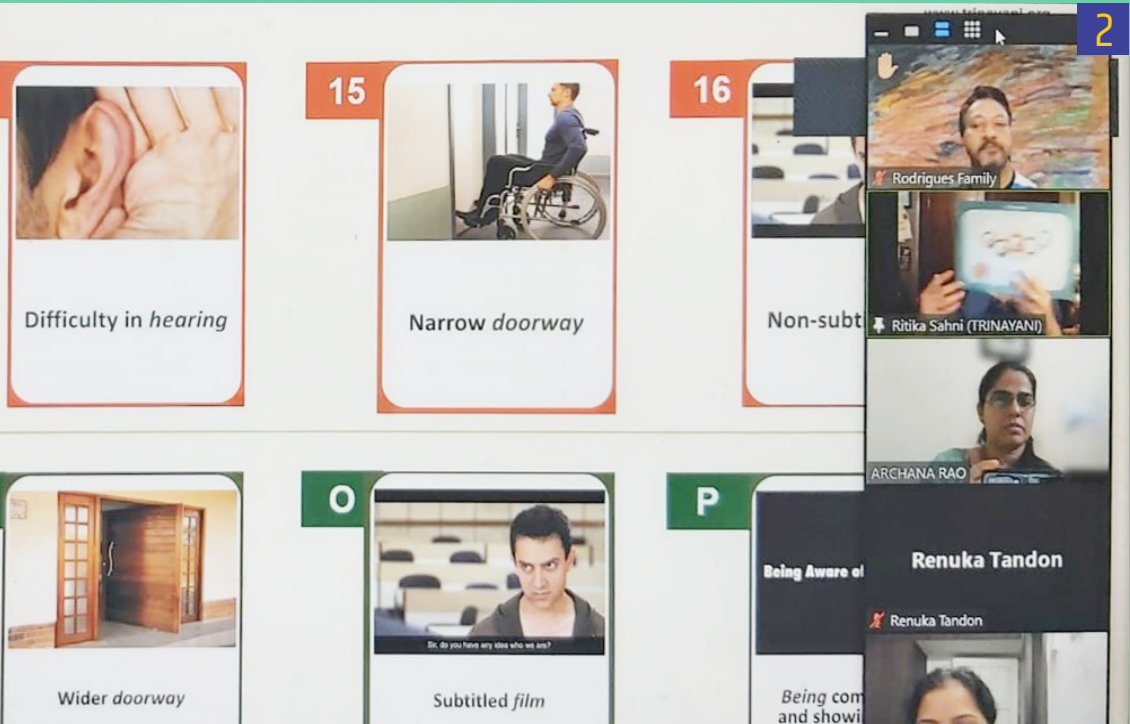 2
15
16
Rodrigues Family
Ritika Sahni (TRINAYANI)
Difficulty in hearing
Narrow doorway
Non-subti
ARCHANA RAO
O
P
Being Aware of
Renuka Tandon
Renuka Tandon
Sir, do you have any idea who we are?
Wider doorway
Subtitled film
Being com
and showi